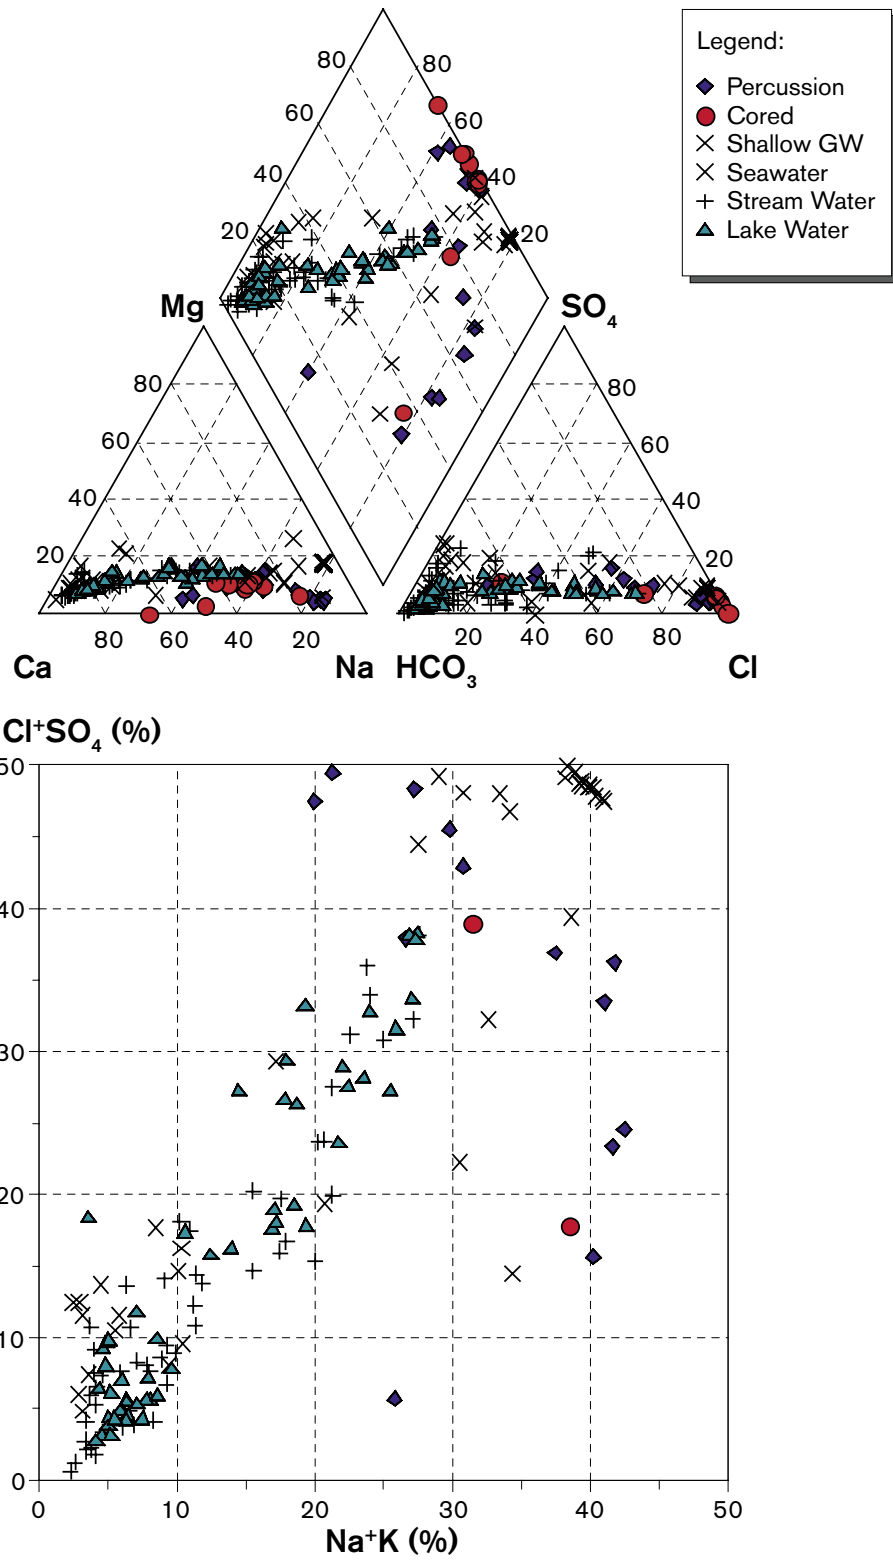 Legend:
Percussion
Cored
Shallow GW
Seawater
Stream Water
Lake Water
80 80
60 60
40 40
20 20
Mg SO4
80 80
60 60
40 40
20 20
80 60 40 20 20 40 60 80
Ca Na HCO3 Cl
Cl+SO4 (%)
50
40
30
20
10
0
0 10 20 30 40 50
Na+K (%)